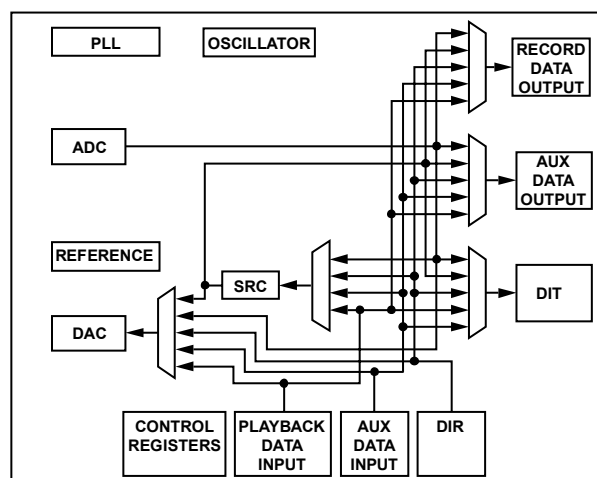 PLL
OSCILLATOR
RECORD
DATA
OUTPUT
ADC
AUX
DATA
OUTPUT
REFERENCE
SRC
DIT
DAC
CONTROL
REGISTERS
PLAYBACK
DATA
INPUT
AUX
DATA
INPUT
DIR